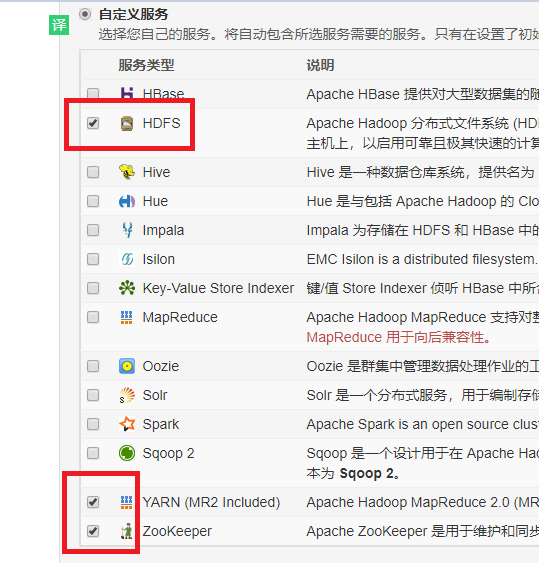 译
自定义服务
选择您自己的服务。将自动包含所选服务需要的服务。只有在设置了初
服务类型 说明
HBase Apache HBase 提供对大型数据集的随
HDFS Apache Hadoop 分布式文件系统 (HD
主机上，以启用可靠且极其快速的计算
Hive Hive 是一种数据仓库系统，提供名为
Hue Hue 是与包括 Apache Hadoop 的 Clo
Impala Impala 为存储在 HDFS 和 HBase 中的
Isilon EMC Isilon is a distributed filesystem.
Key-Value Store Indexer 键/值 Store Indexer 侦听 HBase 中所
MapReduce Apache Hadoop MapReduce 支持对整
MapReduce 用于向后兼容性。
Oozie Oozie 是群集中管理数据处理作业的工
Solr Solr 是一个分布式服务，用于编制存储
Spark Apache Spark is an open source clus
Sqoop 2 Sqoop 是一个设计用于在 Apache Ha
本为 Sqoop 2。
YARN (MR2 Included) Apache Hadoop MapReduce 2.0 (MR
ZooKeeper Apache ZooKeeper 是用于维护和同步